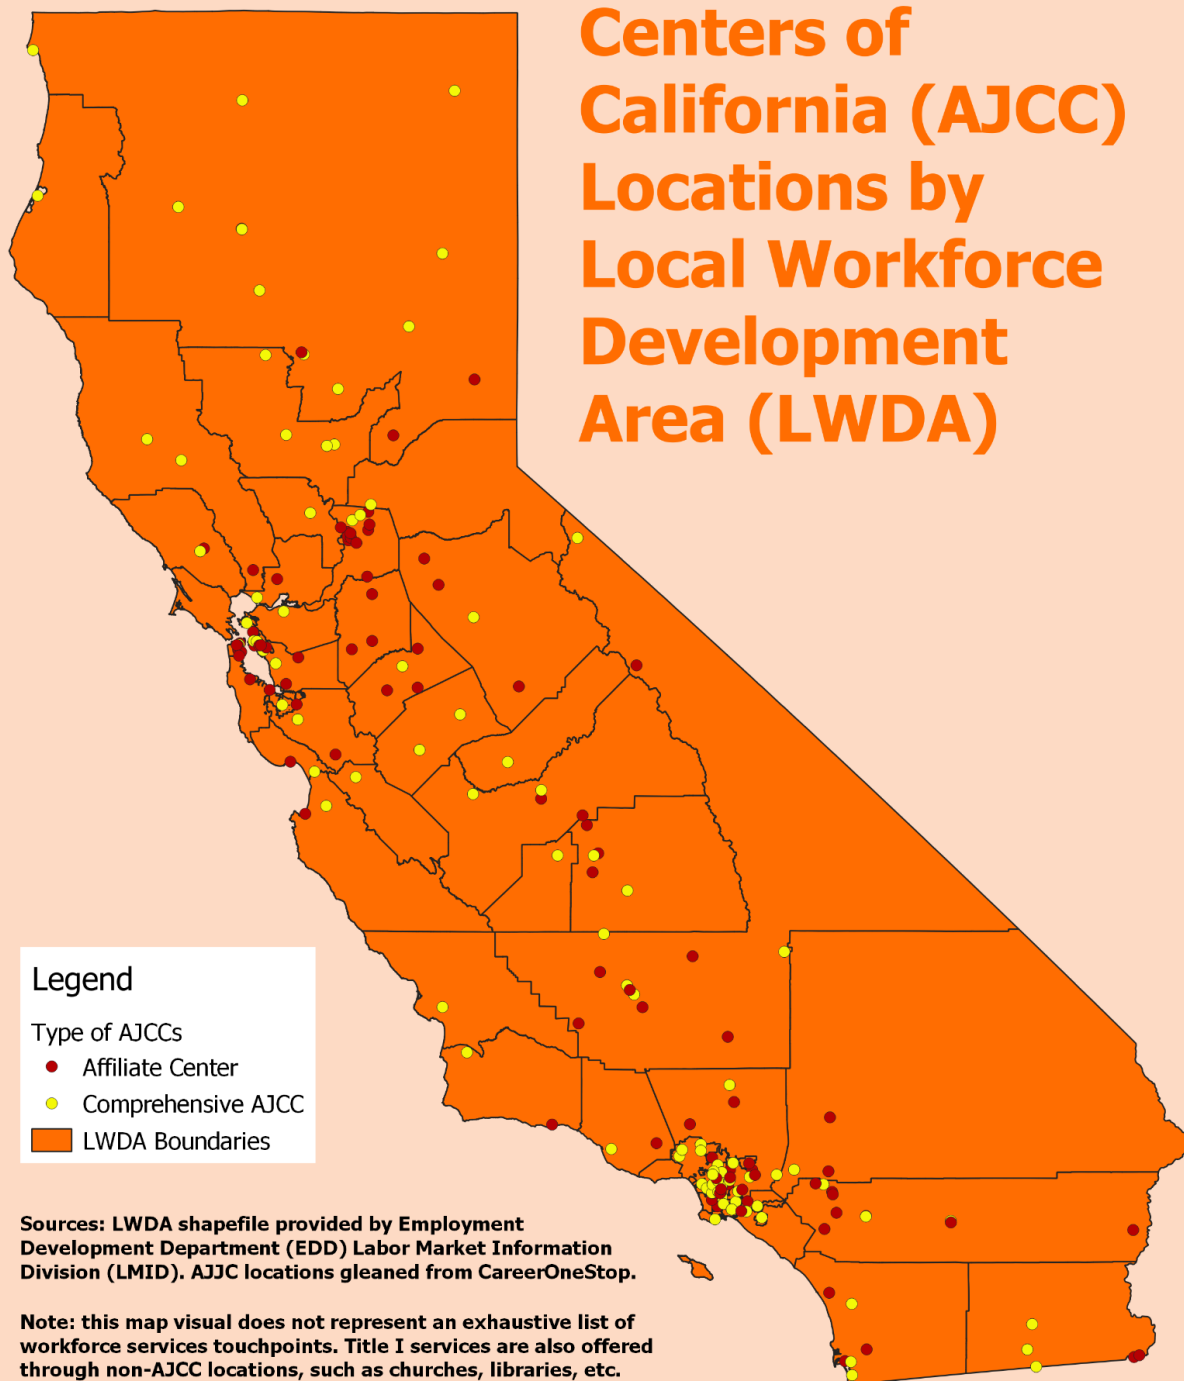 Centers of
California (AJCC)
Locations by
Local Workforce
Development
Area (LWDA)
Legend
Type of AJCCs
Affiliate Center
Comprehensive AJCC
LWDA Boundaries
Sources: LWDA shapefile provided by Employment
Development Department (EDD) Labor Market Information
Division (LMID). AJJC locations gleaned from CareerOneStop.
Note: this map visual does not represent an exhaustive list of
workforce services touchpoints. Title I services are also offered
through non-AJCC locations, such as churches, libraries, etc.